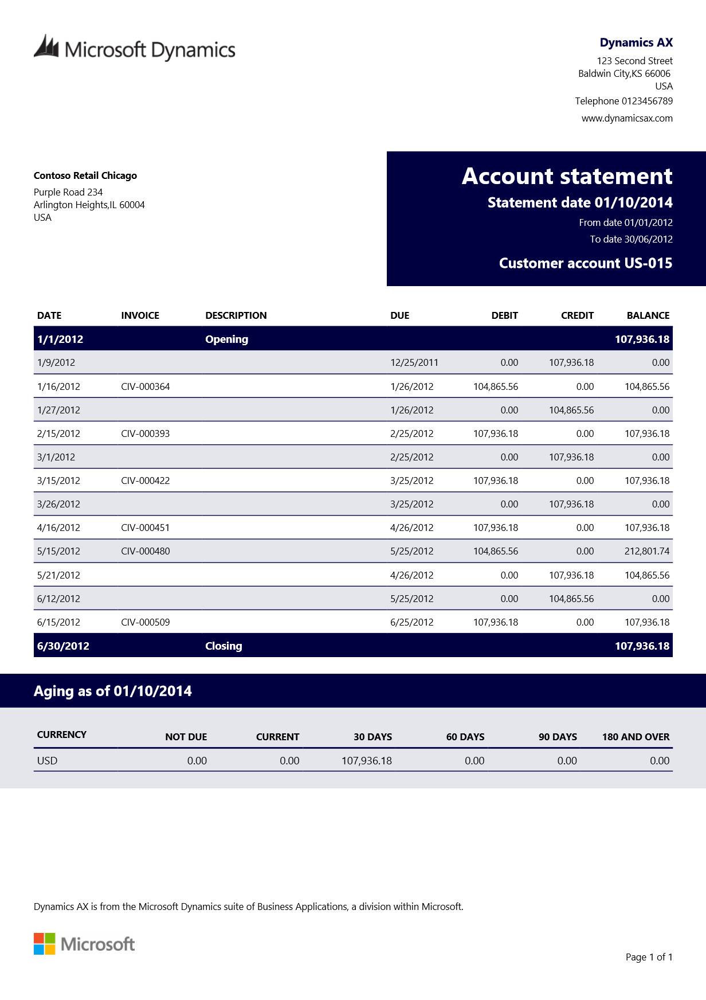 Microsoft Dynamics
Dynamics AX
123 Second Street
Baldwin City,KS 66006
USA
Telephone 0123456789
www.dynamicsax.com
Contoso Retail Chicago
Purple Road 234
Arlington Heights,IL 60004
USA
Account statement
Statement date 01/10/2014
From date 01/01/2012
To date 30/06/2012
Customer account US-015
DATE INVOICE DESCRIPTION DUE DEBIT CREDIT BALANCE
1/1/2012 Opening 107,936.18
1/9/2012 12/25/2011 0.00 107,936.18 0.00
1/16/2012 CIV-000364 1/26/2012 104,865.56 0.00 104,865.56
1/27/2012 1/26/2012 0.00 104,865.56 0.00
2/15/2012 CIV-000393 2/25/2012 107,936.18 0.00 107,936.18
3/1/2012 2/25/2012 0.00 107,936.18 0.00
3/15/2012 CIV-000422 3/25/2012 107,936.18 0.00 107,936.18
3/26/2012 3/25/2012 0.00 107,936.18 0.00
4/16/2012 CIV-000451 4/26/2012 107,936.18 0.00 107,936.18
5/15/2012 CIV-000480 5/25/2012 104,865.56 0.00 212,801.74
5/21/2012 4/26/2012 0.00 107,936.18 104,865.56
6/12/2012 5/25/2012 0.00 104,865.56 0.00
6/15/2012 CIV-000509 6/25/2012 107,936.18 0.00 107,936.18
6/30/2012 Closing 107,936.18
Aging as of 01/10/2014
CURRENCY NOT DUE CURRENT 30 DAYS 60 DAYS 90 DAYS 180 AND OVER
USD 0.00 0.00 107,936.18 0.00 0.00 0.00
Dynamics AX is from the Microsoft Dynamics suite of Business Applications, a division within Microsoft.
Microsoft
Page 1 of 1